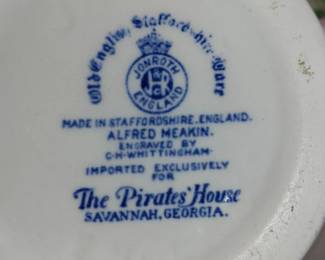 Old English Staffordshire Ware
JONROTH
ENGLAND
MADE IN STAFFORDSHIRE, ENGLAND.
ALFRED MEAKIN.
ENGRAVED BY
C·H·WHITTINGHAM·
IMPORTED EXCLUSIVELY
FOR
The Pirates' House
SAVANNAH, GEORGIA.